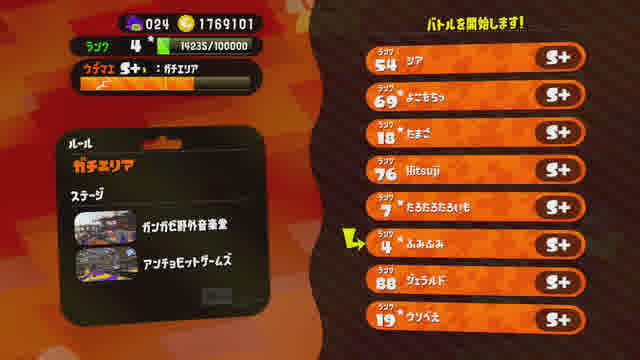 024 1769101
ランク 4* 14235/100000
ウデマエ S+ :ガチエリア
ルール
ガチエリア
ステージ
ガンガゼ野外音楽堂
アンチョビットゲームズ
バトルを開始します!
ランク 54 シア S+
ランク 69* よこもちっ S+
ランク 18* たまご S+
ランク 76 Hitsuji S+
ランク 7* たろたろたろいも S+
ランク 4* ふみふみ S+
ランク 88 ジェラルド S+
ランク 19* ウソベえ S+